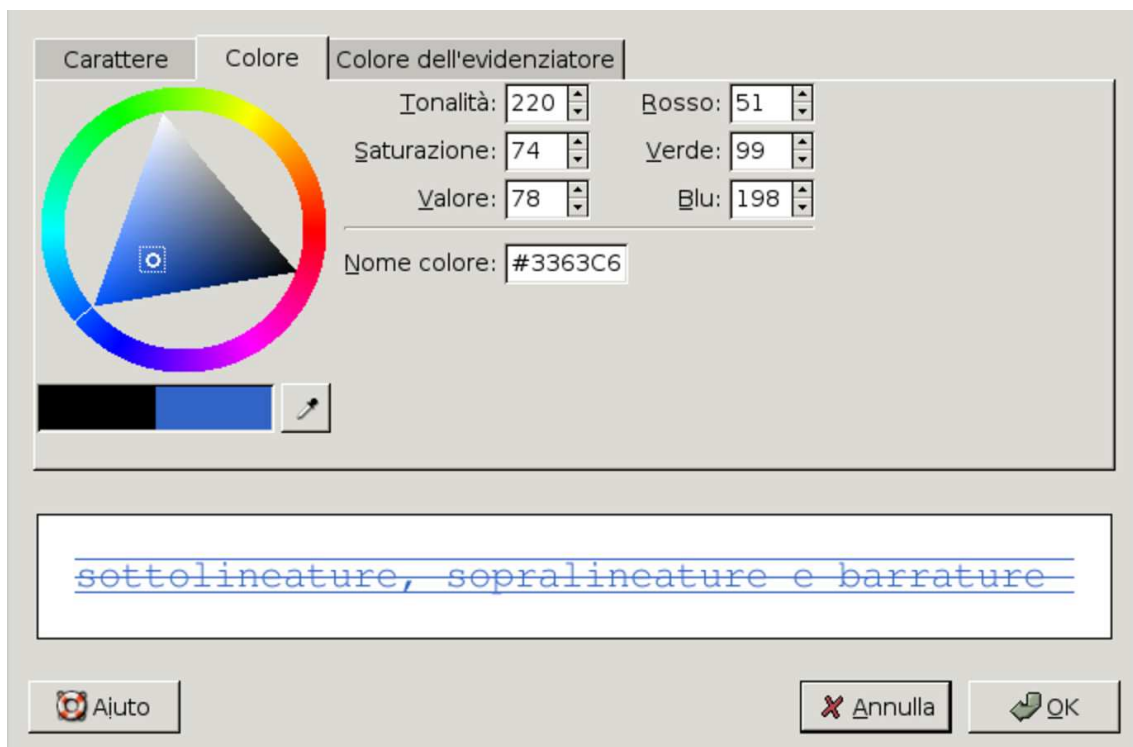 Carattere Colore Colore dell'evidenziatore
Tonalità: 220 Rosso: 51
Saturazione: 74 Verde: 99
Valore: 78 Blu: 198
Nome colore: #3363C6
sottolineature, sopralineature e barrature
Aiuto Annulla OK